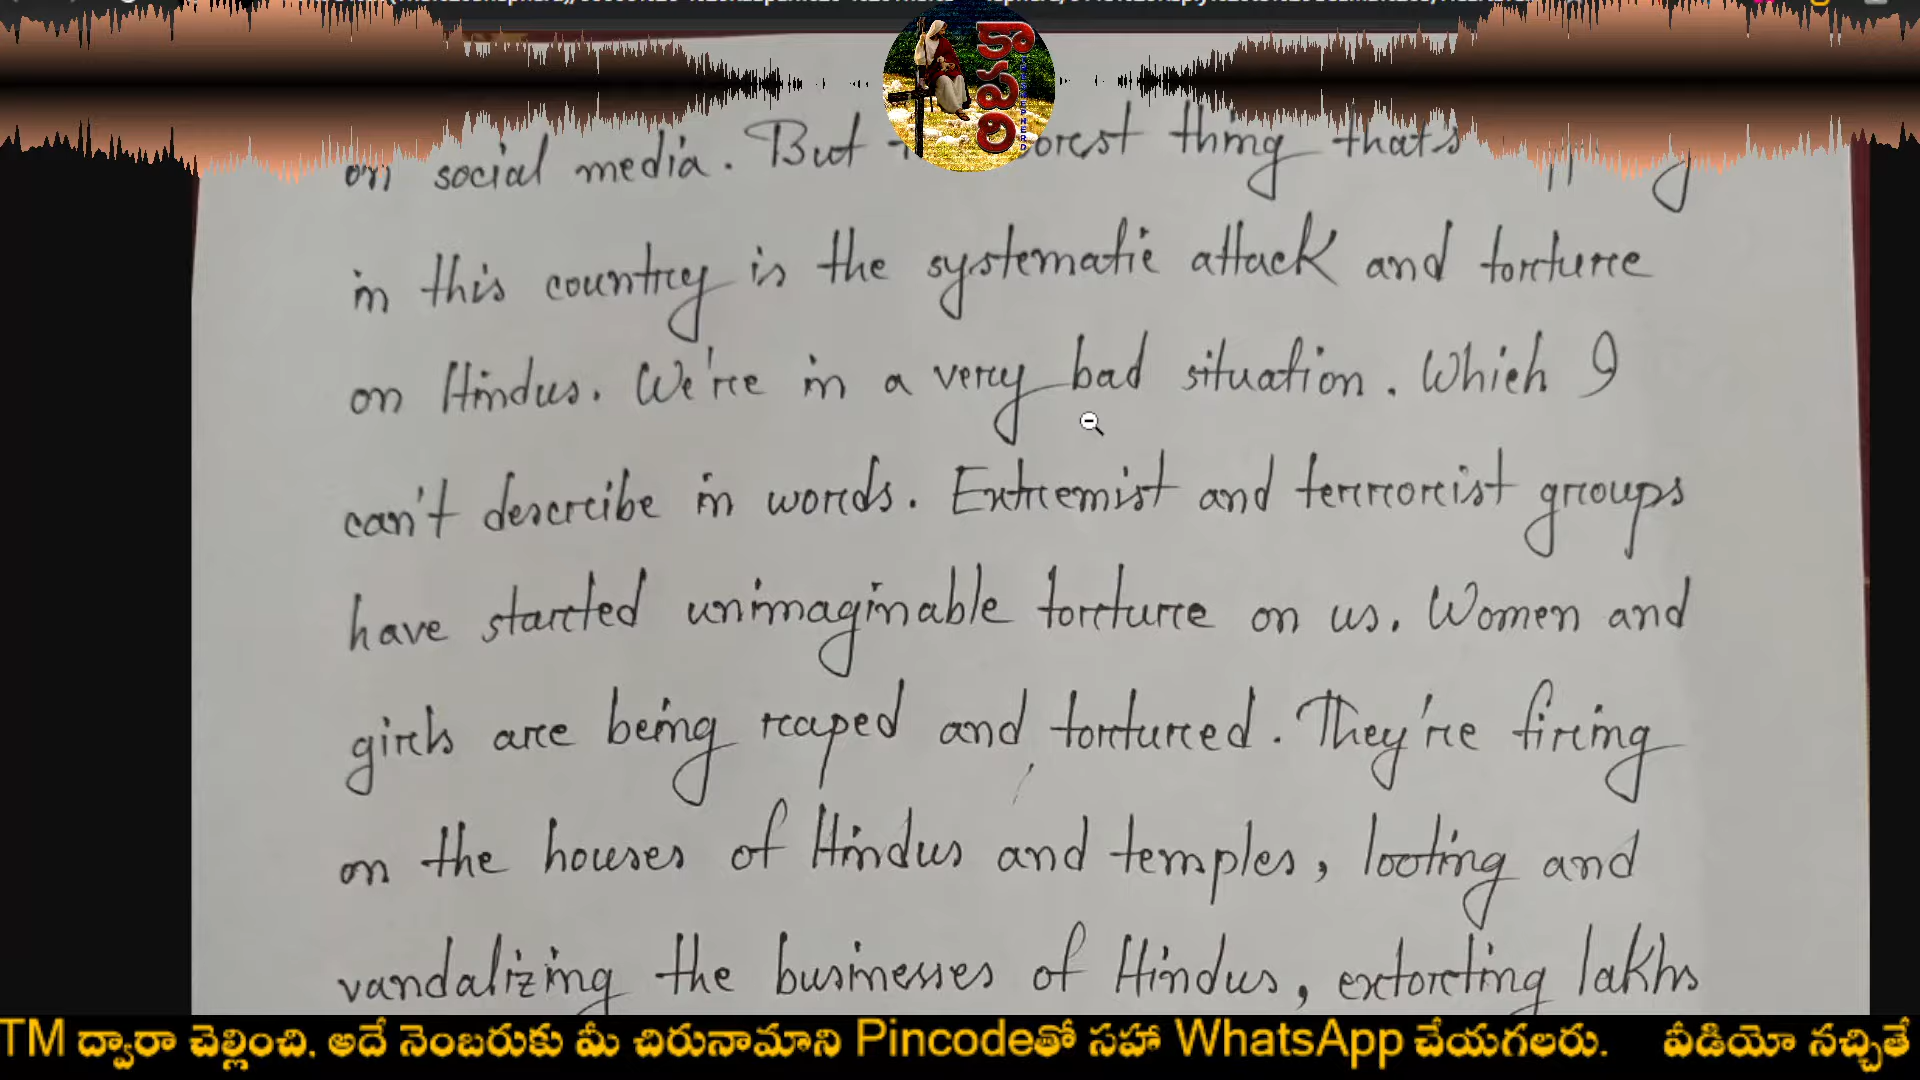 కాపరి
on social media. But worst thing that's
in this country is the systematic attack and torture
on Hindus. We're in a very bad situation. Which I
can't describe in words. Extremist and terrorist groups
have started unimaginable torture on us. Women and
girls are being raped and tortured. They're firing
on the houses of Hindus and temples, looting and
vandalizing the businesses of Hindus, extorting lakhs
TM ద్వారా చెల్లించి. అదే నెంబరుకు మీ చిరునామాని Pincodeతో సహా WhatsApp చేయగలరు. వీడియో నచ్చితే